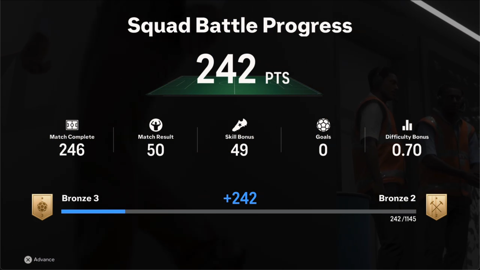 Squad Battle Progress
242 PTS
Match Complete
246
Match Result
50
Skill Bonus
49
Goals
0
Difficulty Bonus
0.70
Bronze 3
+242
Bronze 2
242 /1145
Advance